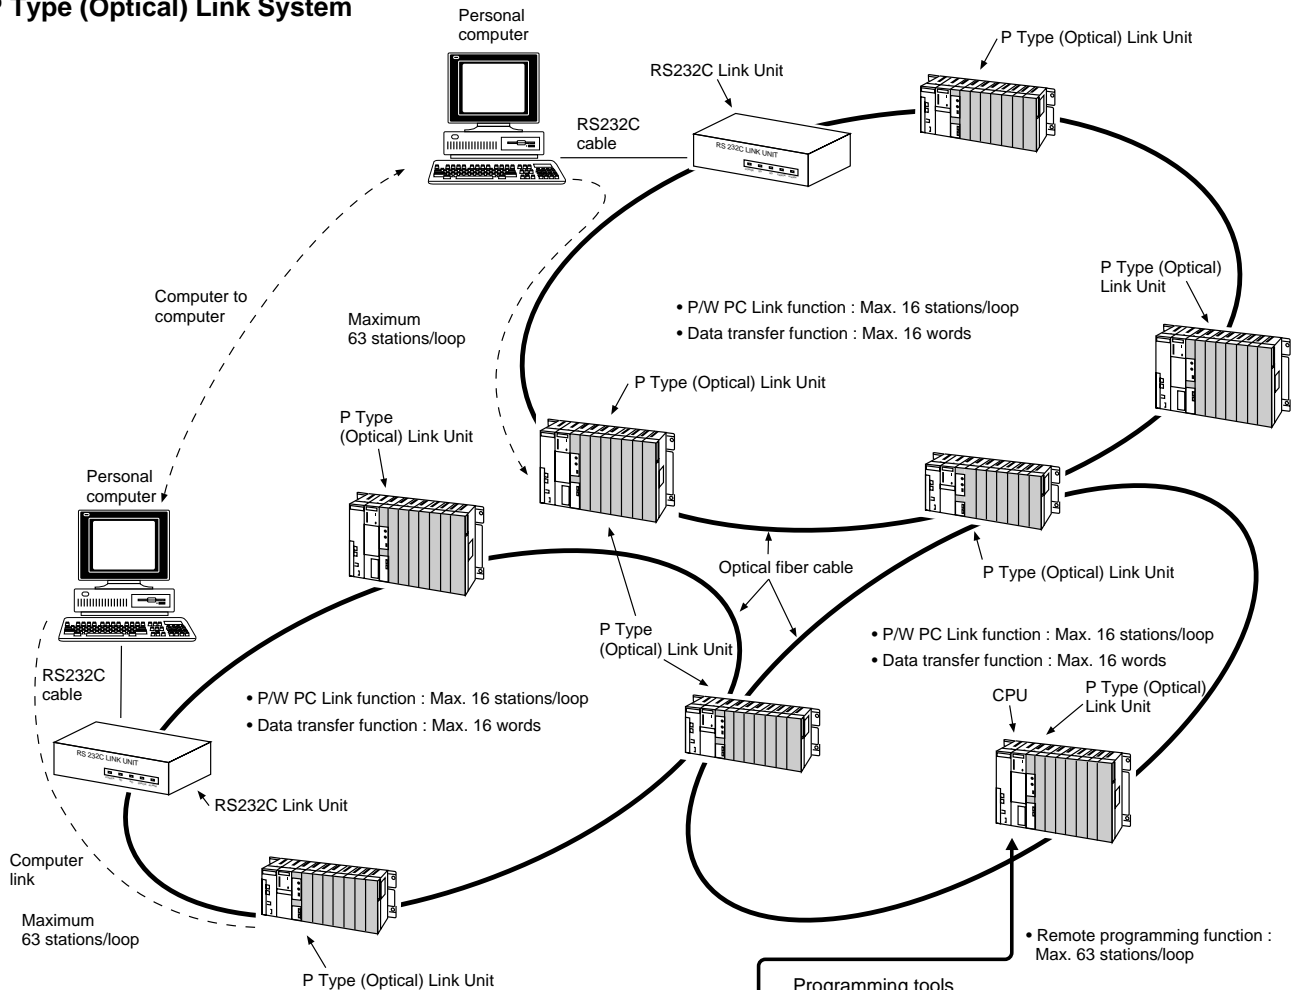 Type (Optical) Link System
Personal
computer
P Type (Optical) Link Unit
RS232C Link Unit
RS232C
cable
RS 232C LINK UNIT
P Type (Optical)
Link Unit
Computer to
computer
Maximum
63 stations/loop
• P/W PC Link function : Max. 16 stations/loop
• Data transfer function : Max. 16 words
P Type (Optical) Link Unit
P Type
(Optical) Link Unit
Personal
computer
Optical fiber cable
P Type (Optical) Link Unit
P Type
(Optical) Link Unit
• P/W PC Link function : Max. 16 stations/loop
• Data transfer function : Max. 16 words
RS232C
cable
• P/W PC Link function : Max. 16 stations/loop
• Data transfer function : Max. 16 words
CPU
P Type (Optical)
Link Unit
RS 232C LINK UNIT
RS232C Link Unit
Computer
link
Maximum
63 stations/loop
P Type (Optical) Link Unit
• Remote programming function :
Max. 63 stations/loop
Programming tools